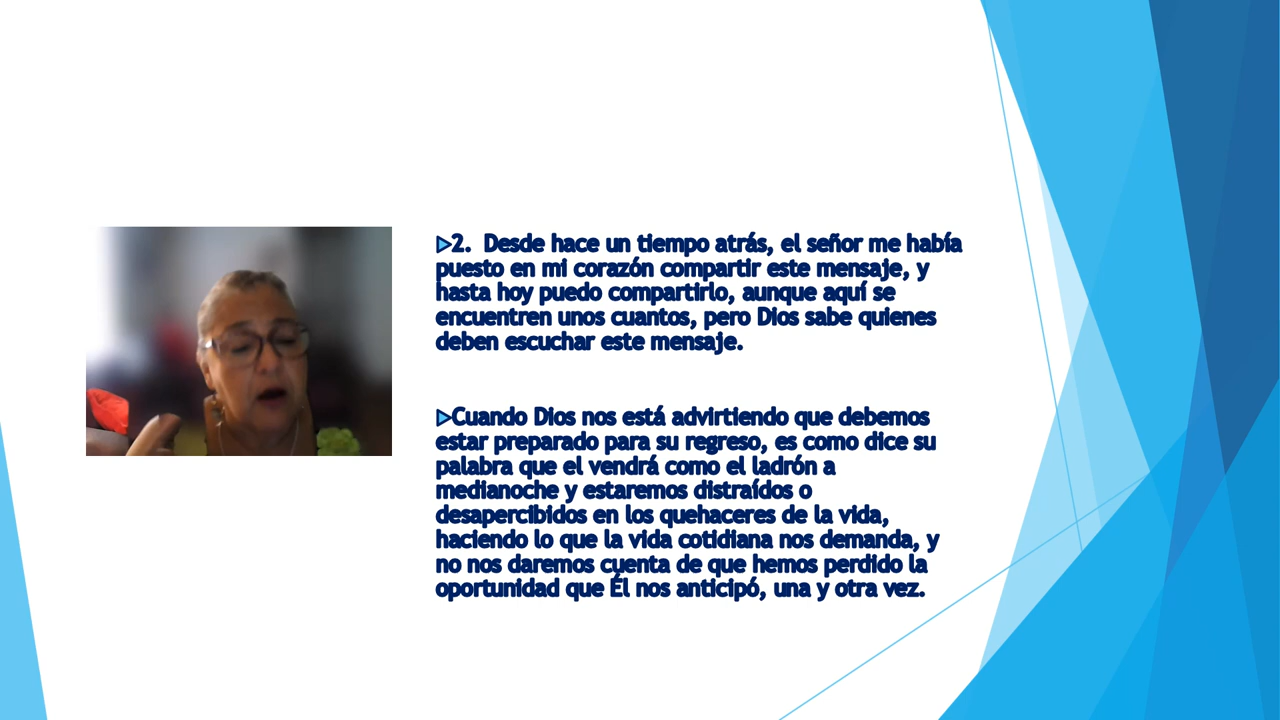 2. Desde hace un tiempo atrás, el señor me había
puesto en mi corazón compartir este mensaje, y
hasta hoy puedo compartirlo, aunque aquí se
encuentren unos cuantos, pero Dios sabe quienes
deben escuchar este mensaje.
Cuando Dios nos está advirtiendo que debemos
estar preparado para su regreso, es como dice su
palabra que el vendrá como el ladrón a
medianoche y estaremos distraídos o
desapercibidos en los quehaceres de la vida,
haciendo lo que la vida cotidiana nos demanda, y
no nos daremos cuenta de que hemos perdido la
oportunidad que Él nos anticipó, una y otra vez.